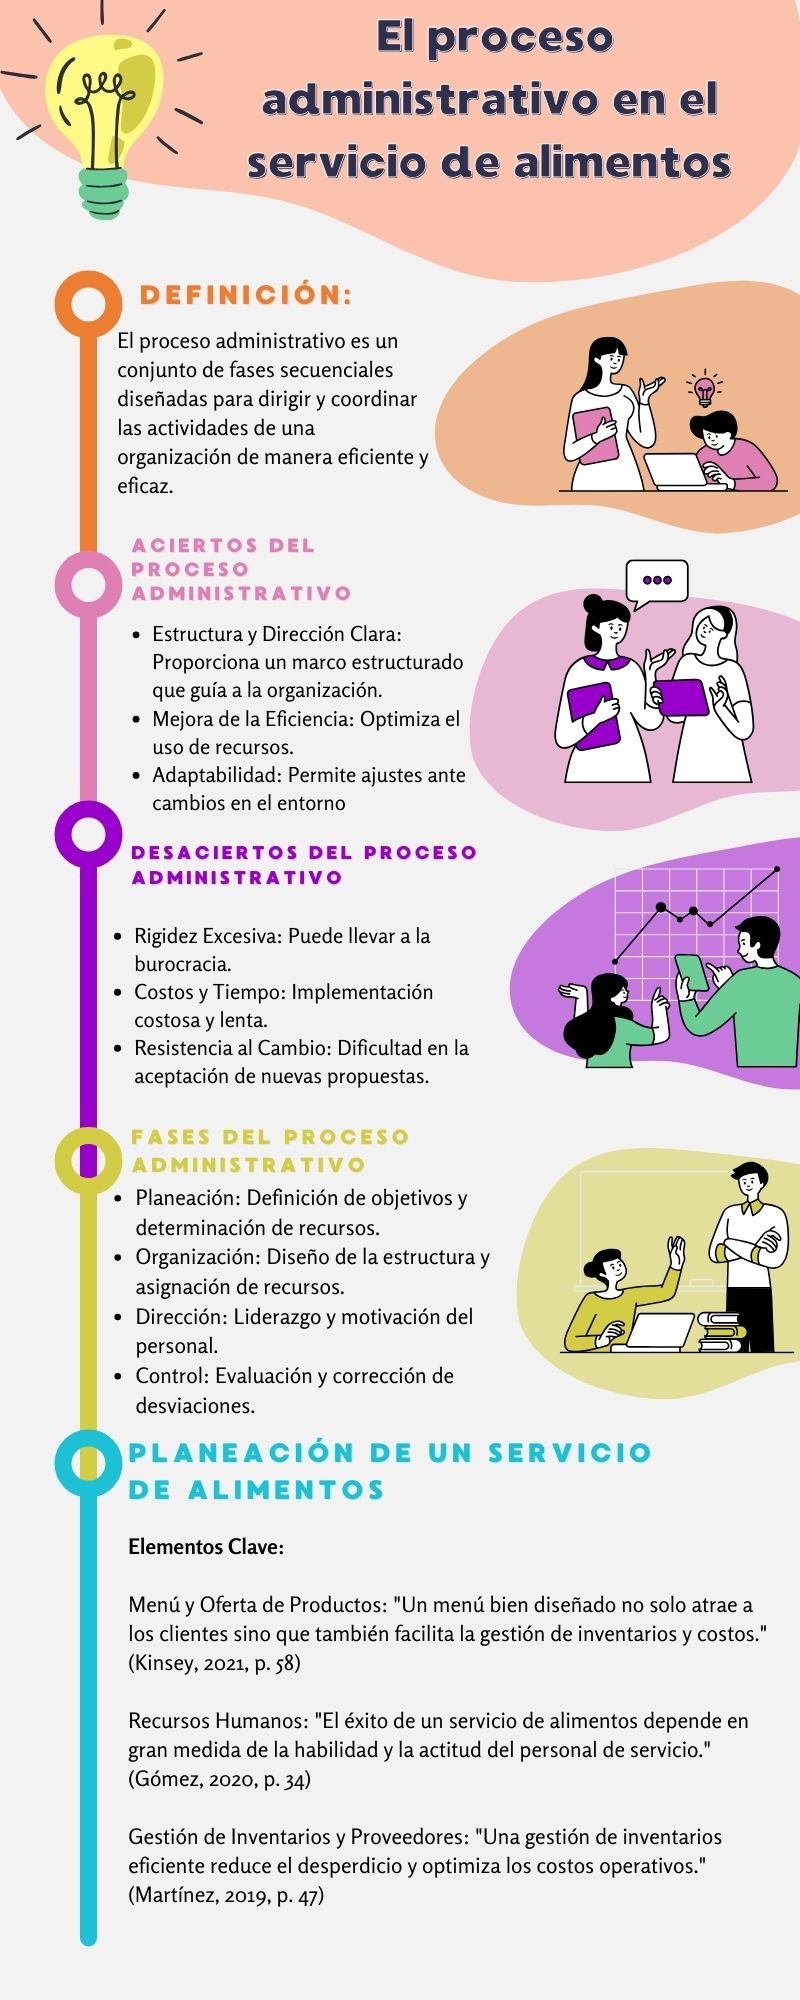 El proceso
administrativo en el
servicio de alimentos
DEFINICIÓN:
El proceso administrativo es un
conjunto de fases secuenciales
diseñadas para dirigir y coordinar
las actividades de una
organización de manera eficiente y
eficaz.
ACIERTOS DEL
PROCESO
ADMINISTRATIVO
• Estructura y Dirección Clara:
Proporciona un marco estructurado
que guía a la organización.
• Mejora de la Eficiencia: Optimiza el
uso de recursos.
• Adaptabilidad: Permite ajustes ante
cambios en el entorno
DESACIERTOS DEL PROCESO
ADMINISTRATIVO
• Rigidez Excesiva: Puede llevar a la
burocracia.
• Costos y Tiempo: Implementación
costosa y lenta.
• Resistencia al Cambio: Dificultad en la
aceptación de nuevas propuestas.
FASES DEL PROCESO
ADMINISTRATIVO
• Planeación: Definición de objetivos y
determinación de recursos.
• Organización: Diseño de la estructura y
asignación de recursos.
• Dirección: Liderazgo y motivación del
personal.
• Control: Evaluación y corrección de
desviaciones.
PLANEACIÓN DE UN SERVICIO
DE ALIMENTOS
Elementos Clave:
Menú y Oferta de Productos: "Un menú bien diseñado no solo atrae a
los clientes sino que también facilita la gestión de inventarios y costos."
(Kinsey, 2021, p. 58)
Recursos Humanos: "El éxito de un servicio de alimentos depende en
gran medida de la habilidad y la actitud del personal de servicio."
(Gómez, 2020, p. 34)
Gestión de Inventarios y Proveedores: "Una gestión de inventarios
eficiente reduce el desperdicio y optimiza los costos operativos."
(Martínez, 2019, p. 47)